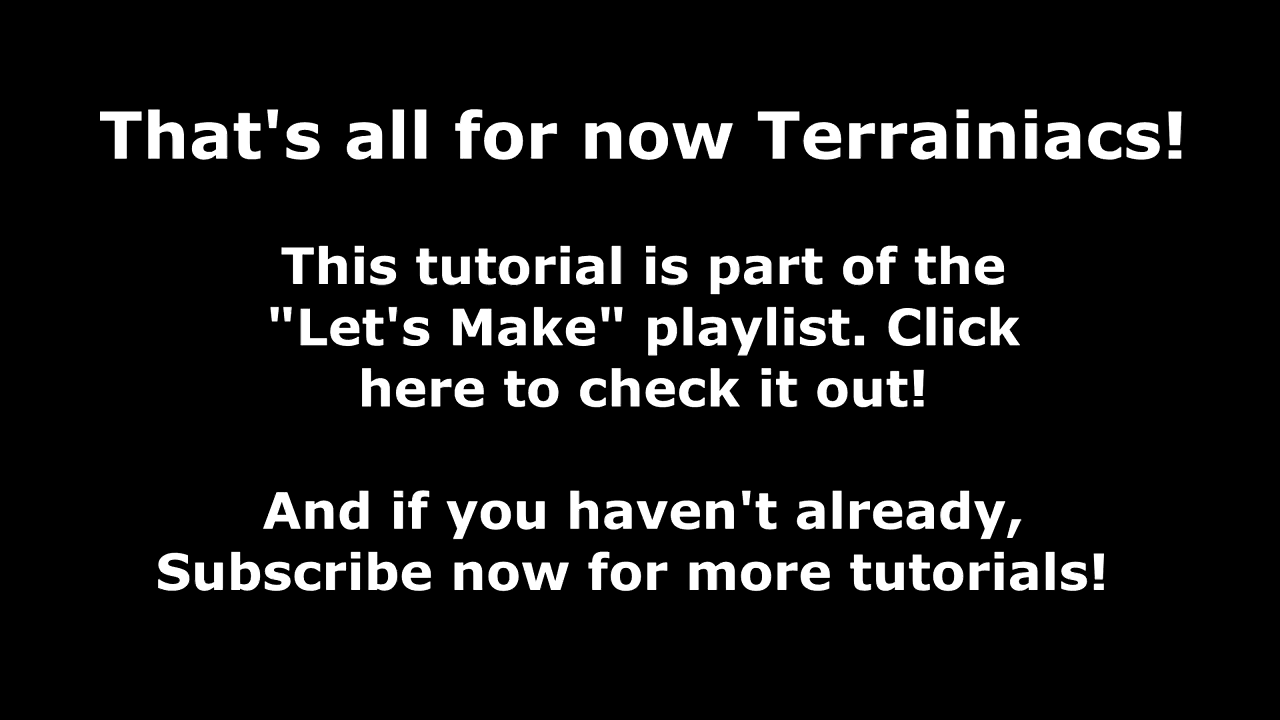 That's all for now Terrainiacs!
This tutorial is part of the
"Let's Make" playlist. Click
here to check it out!
And if you haven't already,
Subscribe now for more tutorials!